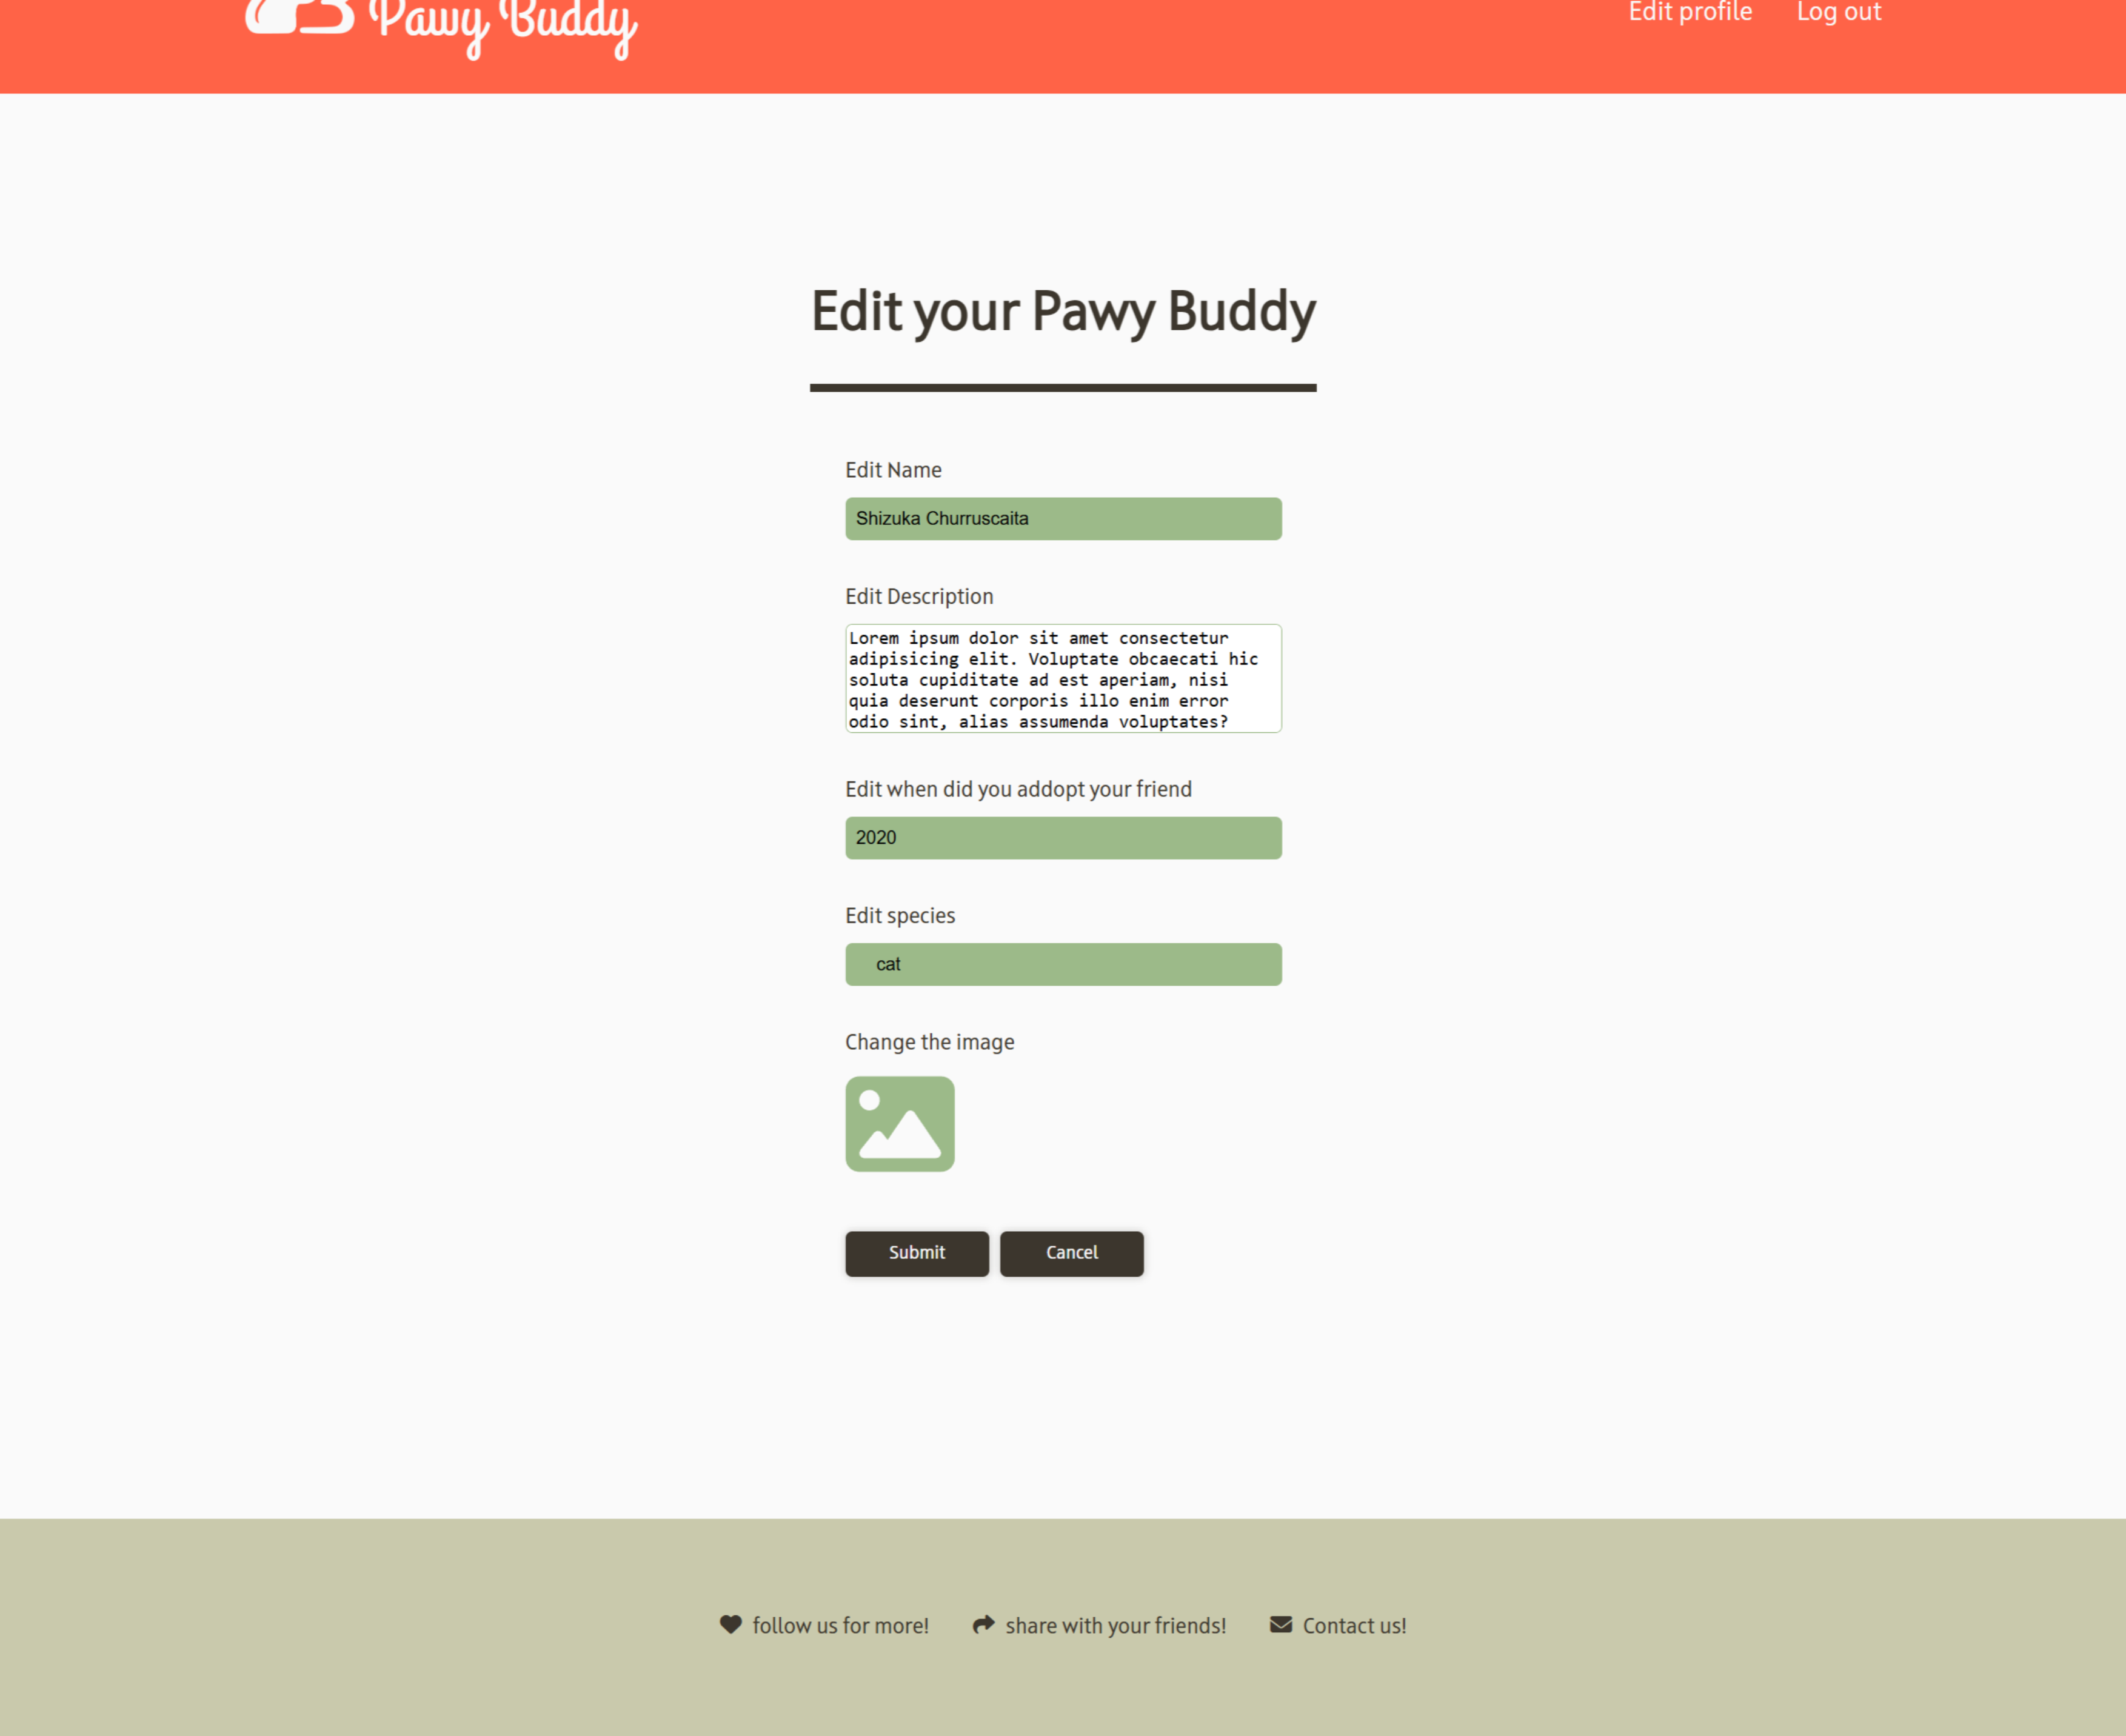 Pawy Buddy
Edit profile
Log out
Edit your Pawy Buddy
Edit Name
Shizuka Churruscaita
Edit Description
Lorem ipsum dolor sit amet consectetur
adipisicing elit. Voluptate obcaecati hic
soluta cupiditate ad est aperiam, nisi
quia deserunt corporis illo enim error
odio sint, alias assumenda voluptates?
Edit when did you addopt your friend
2020
Edit species
cat
Change the image
Submit
Cancel
follow us for more!
share with your friends!
Contact us!